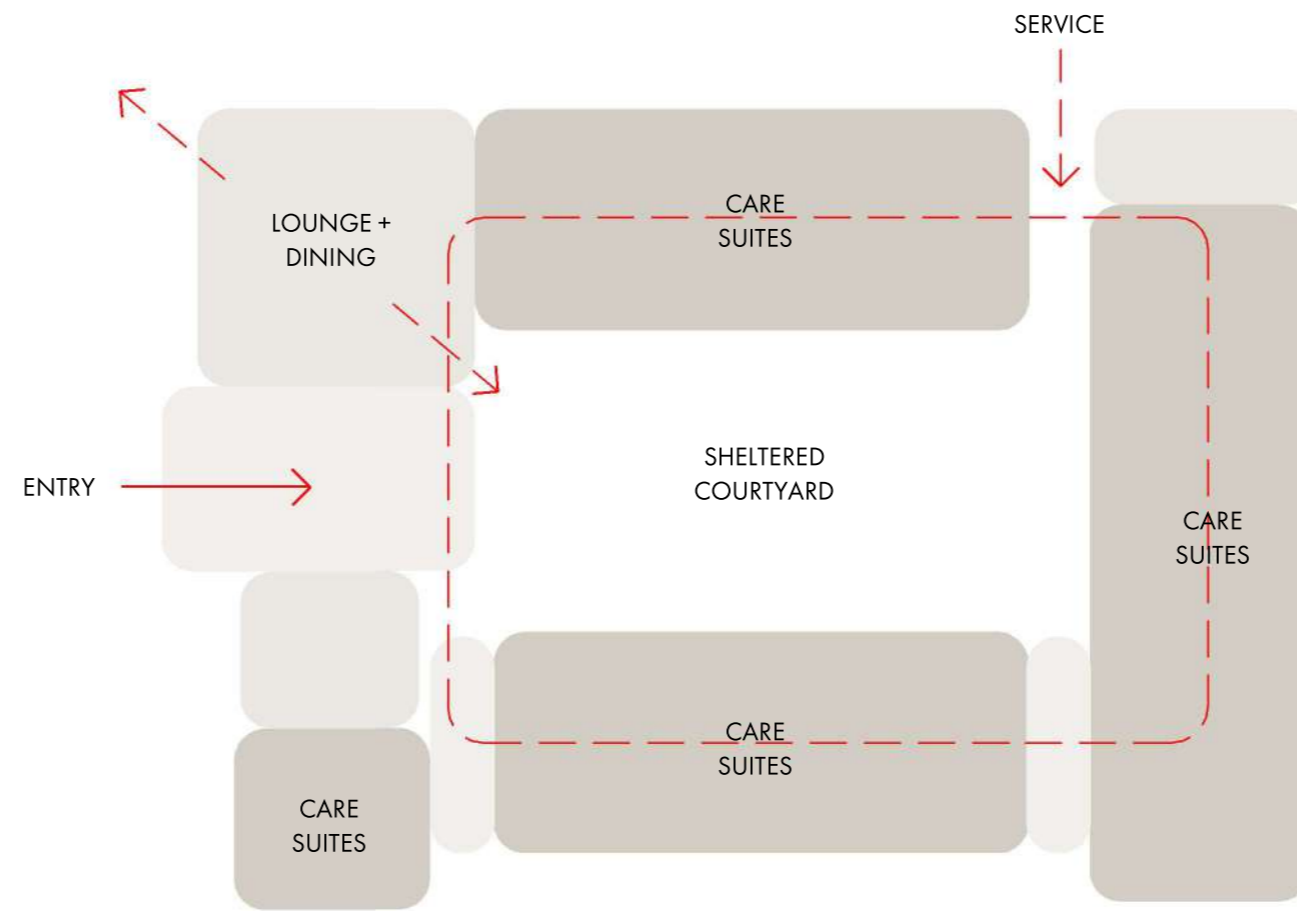 SERVICE
LOUNGE +
DINING
CARE
SUITES
ENTRY
SHELTERED
COURTYARD
CARE
SUITES
CARE
SUITES
CARE
SUITES